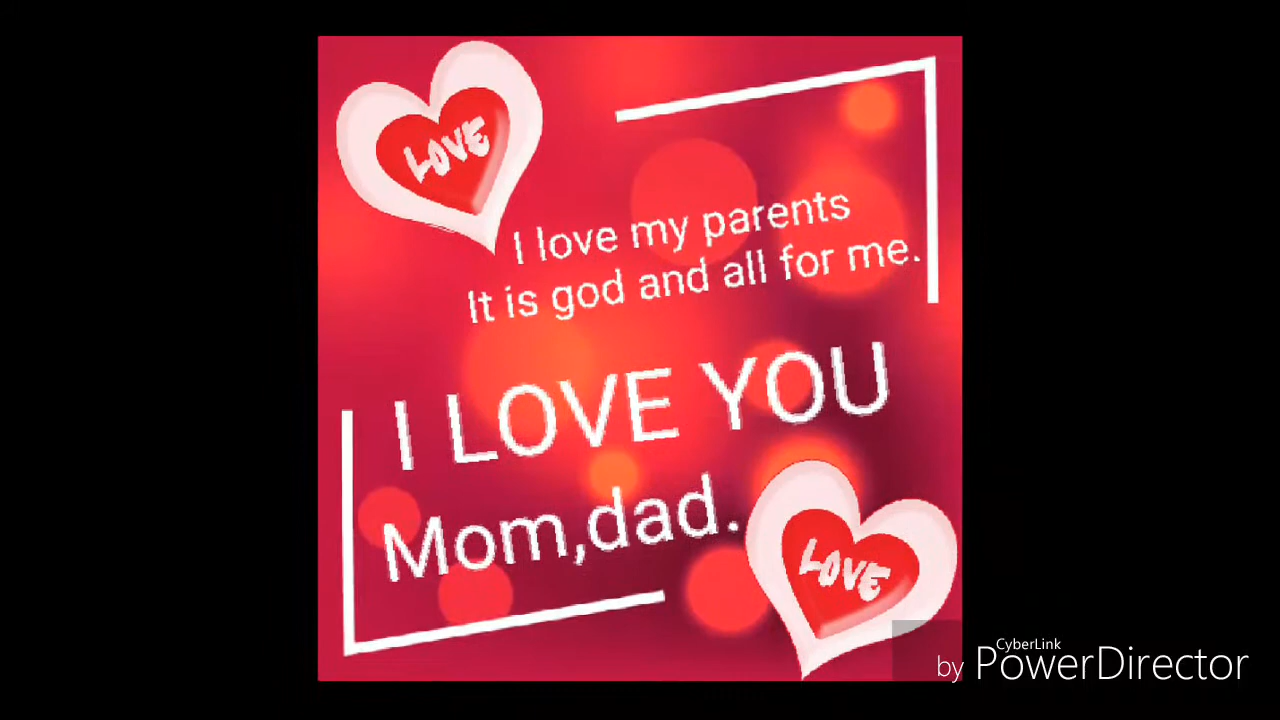 LOVE
I love my parents
It is god and all for me.
I LOVE YOU
Mom,dad.
LOVE
CyberLink
by PowerDirector